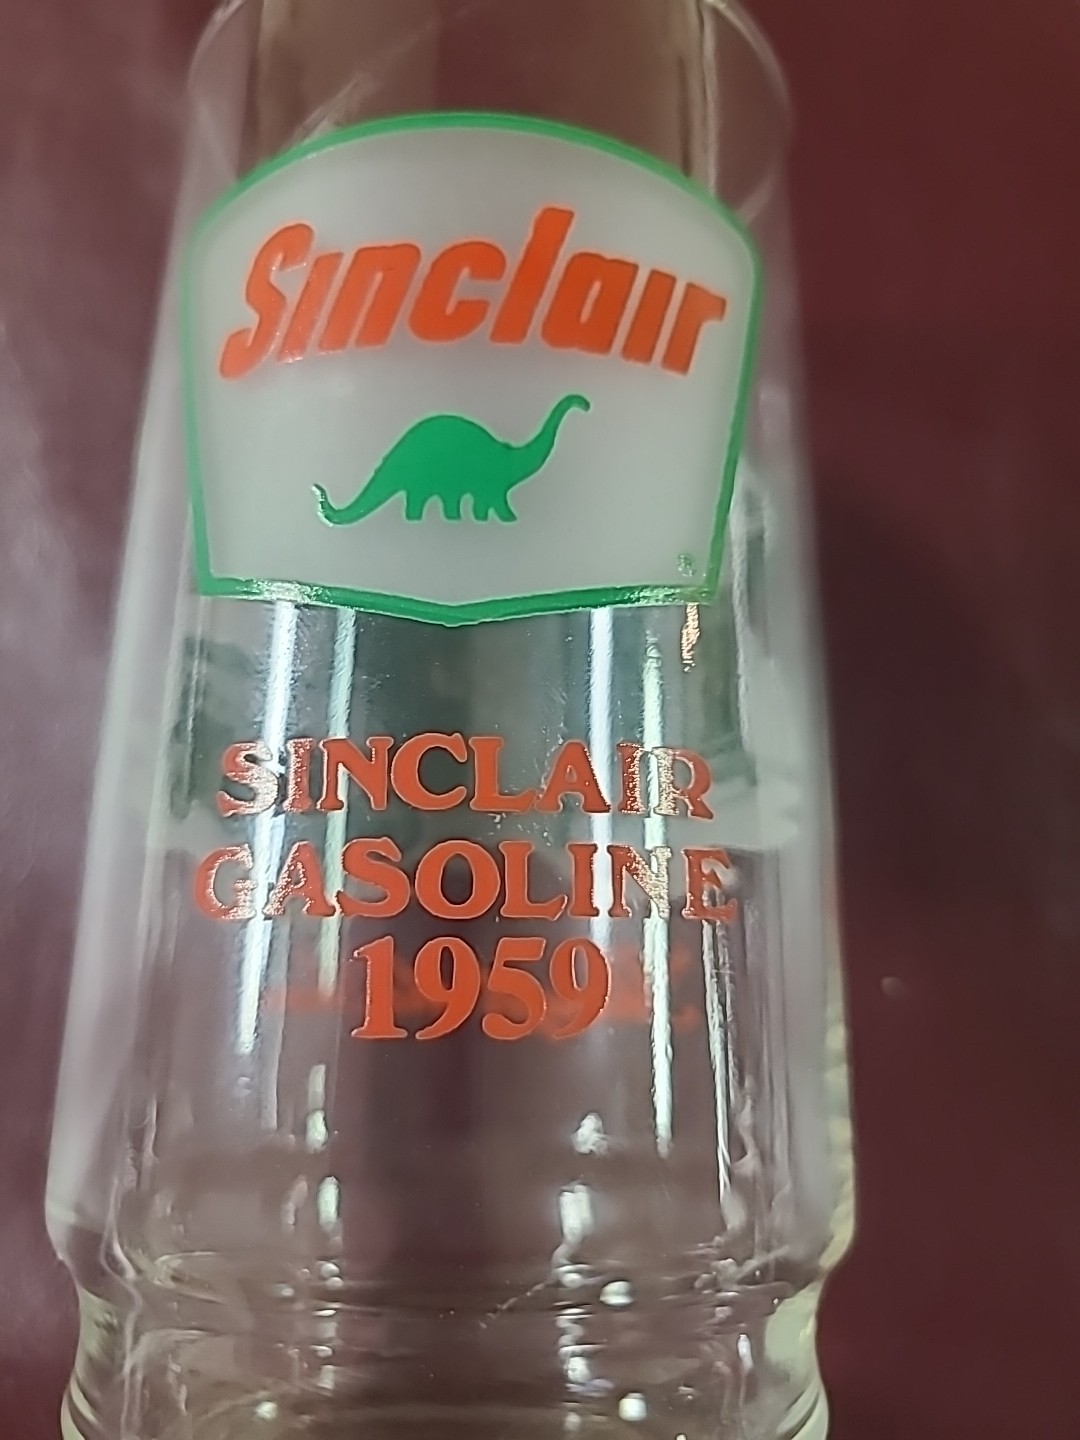 Sinclair
®
SINCLAIR
GASOLINE
1959